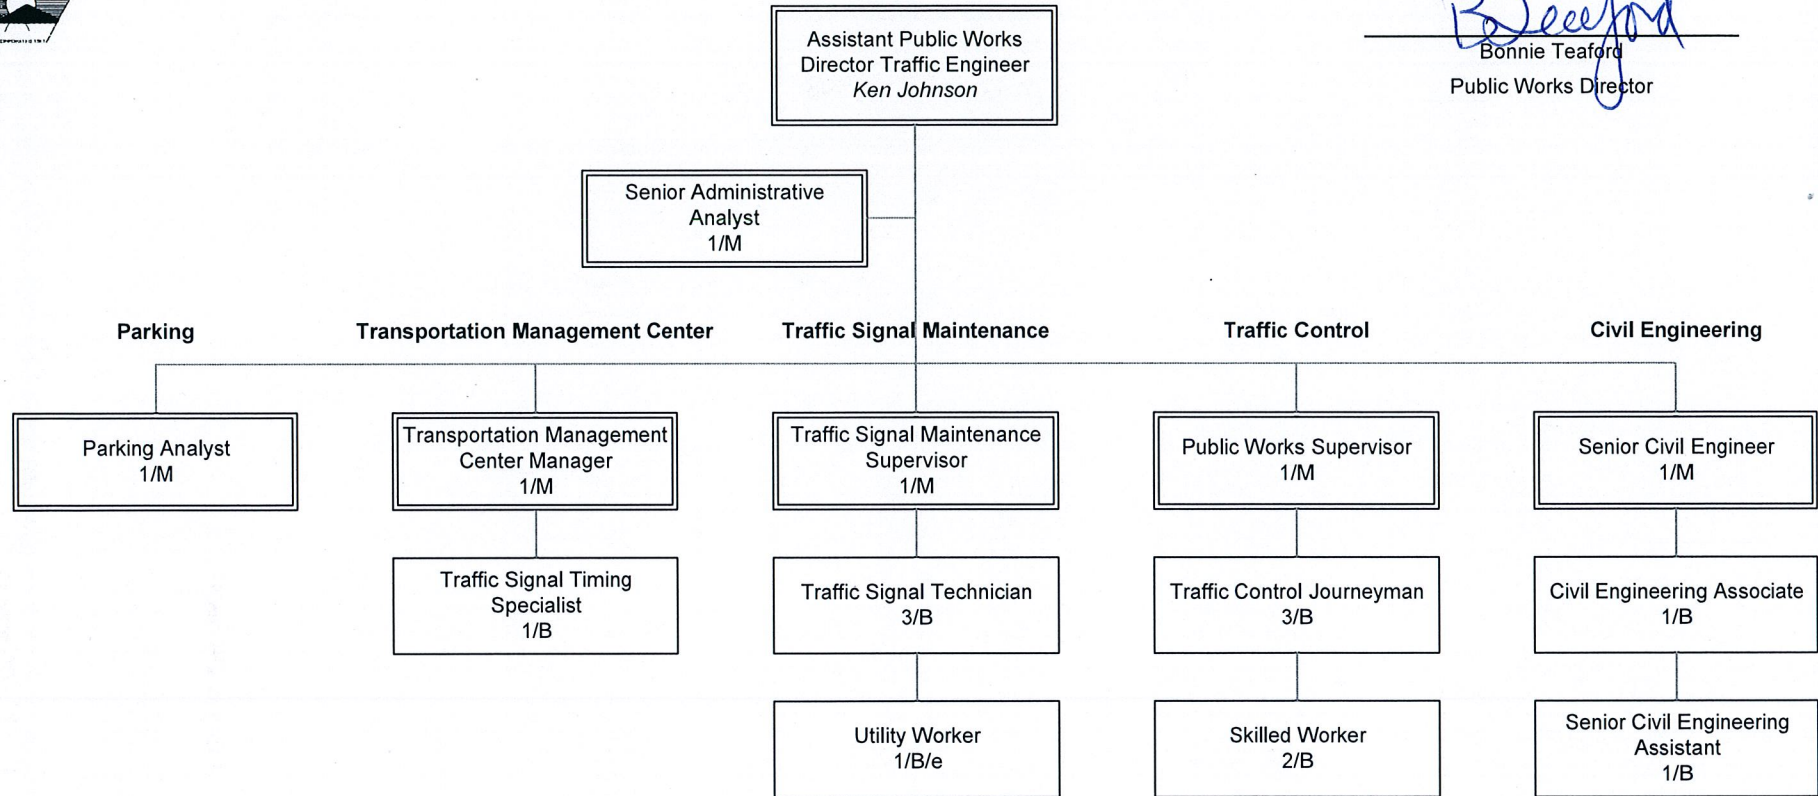 Assistant Public Works
Director Traffic Engineer
Ken Johnson
Bonnie Teaford
Public Works Director
Senior Administrative
Analyst
1/M
Parking
Transportation Management Center
Traffic Signal Maintenance
Traffic Control
Civil Engineering
Parking Analyst
1/M
Transportation Management
Center Manager
1/M
Traffic Signal Maintenance
Supervisor
1/M
Public Works Supervisor
1/M
Senior Civil Engineer
1/M
Traffic Signal Timing
Specialist
1/B
Traffic Signal Technician
3/B
Traffic Control Journeyman
3/B
Civil Engineering Associate
1/B
Utility Worker
1/B/e
Skilled Worker
2/B
Senior Civil Engineering
Assistant
1/B